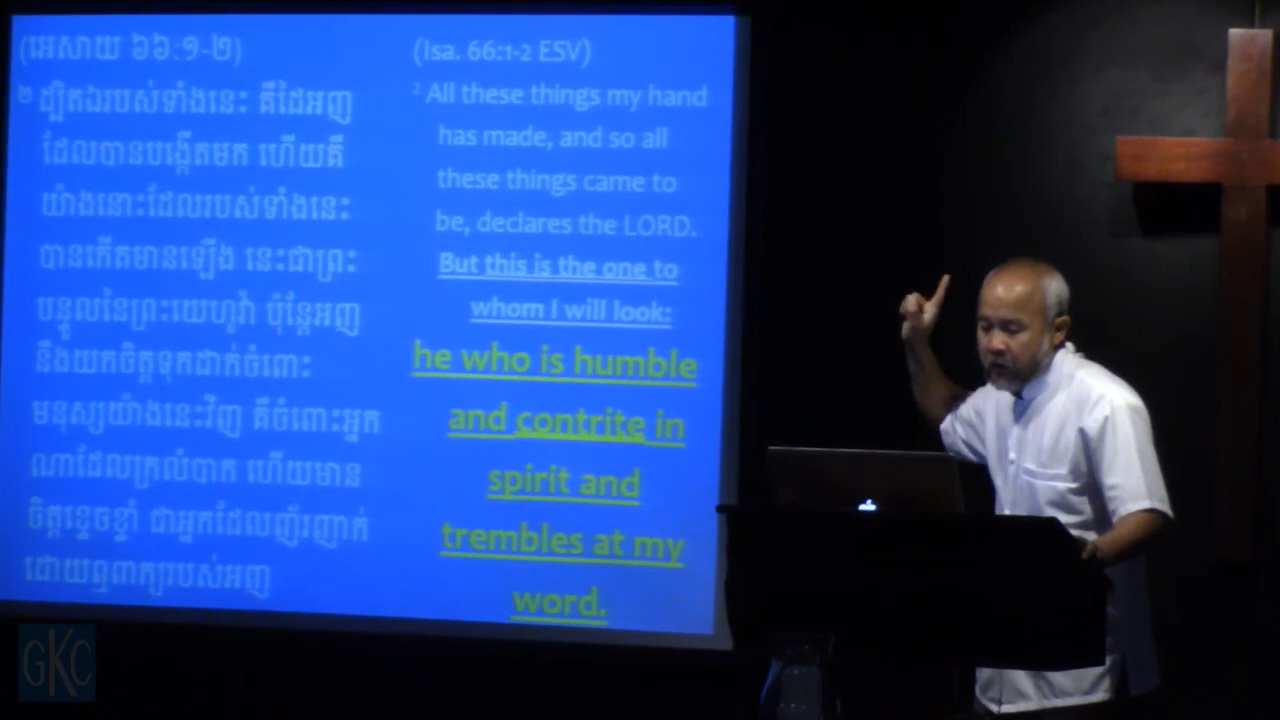 (អេសាយ ៦៦:១-២)
២ ដ្បិតឯរបស់ទាំងនេះ គឺដៃអញ
ដែលបានបង្កើតមក ហើយគឺ
យ៉ាងនោះដែលរបស់ទាំងនេះ
បានកើតមានឡើង នេះជាព្រះ
បន្ទូលនៃព្រះយេហូវ៉ា ប៉ុន្តែអញ
នឹងយកចិត្តទុកដាក់ចំពោះ
មនុស្សយ៉ាងនេះវិញ គឺចំពោះអ្នក
ណាដែលក្រលំបាក ហើយមាន
ចិត្តខ្ទេចខ្ទាំ ជាអ្នកដែលញ័រញាក់
ដោយឮពាក្យរបស់អញ
(Isa. 66:1-2 ESV)
2 All these things my hand
has made, and so all
these things came to
be, declares the LORD.
But this is the one to
whom I will look:
he who is humble
and contrite in
spirit and
trembles at my
word.
GKC